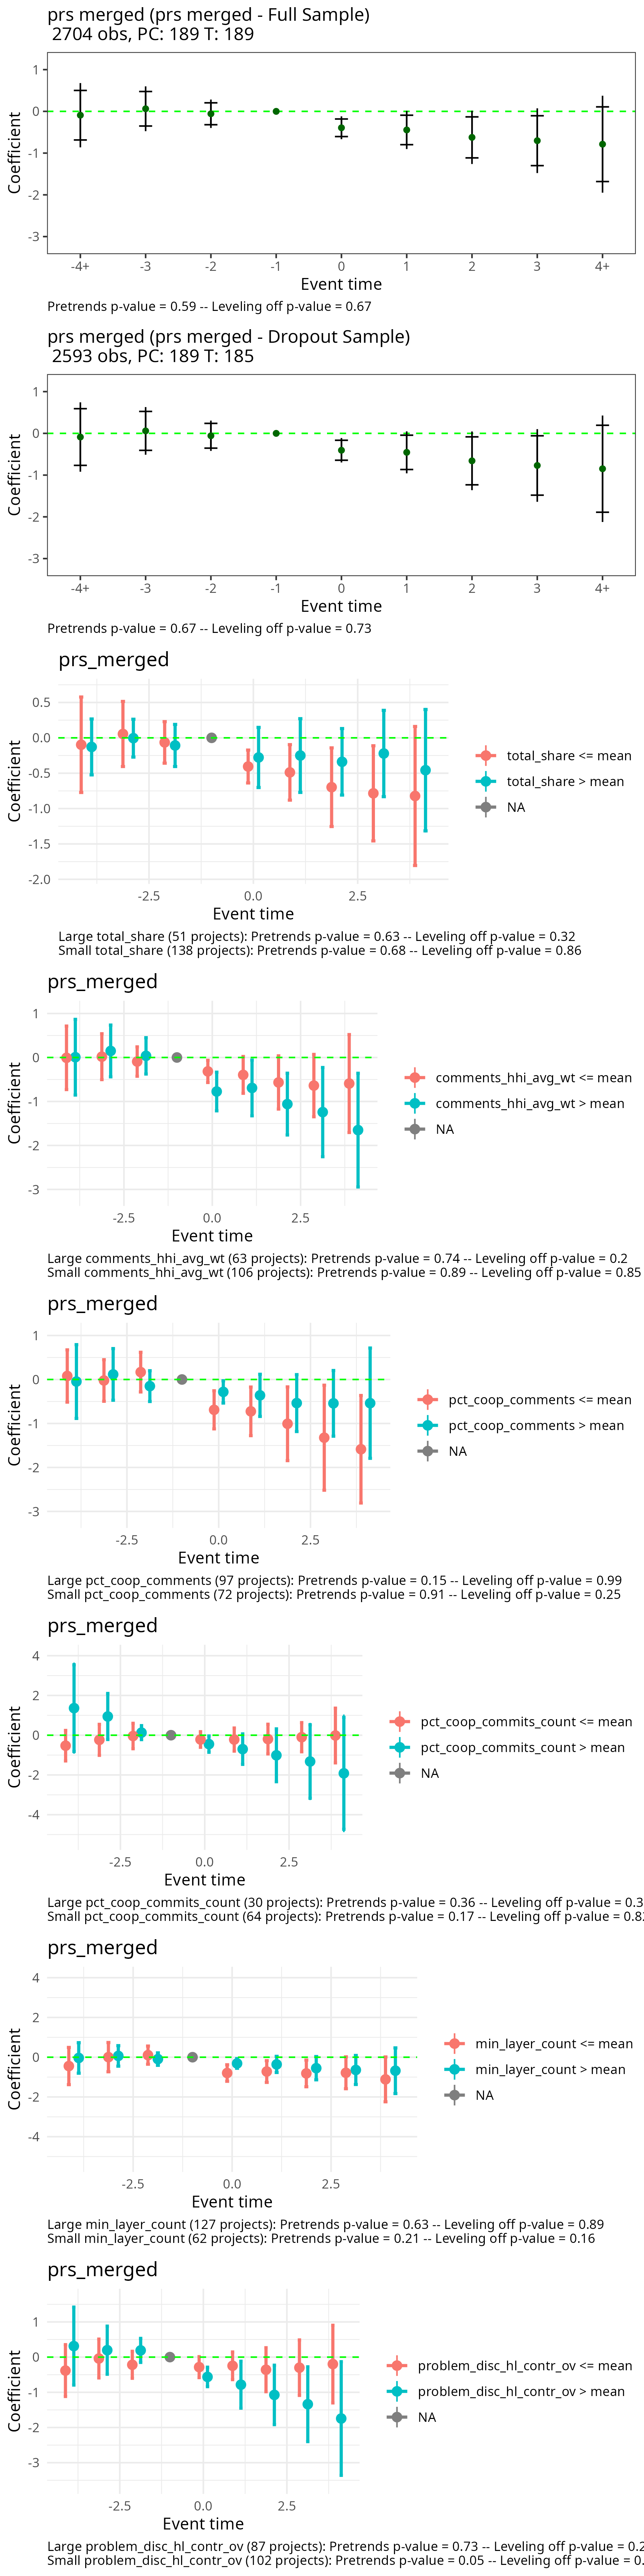 prs merged (prs merged - Full Sample)
2704 obs, PC: 189 T: 189
1
0
-1
-2
-3
Coefficient
-4+ -3 -2 -1 0 1 2 3 4+
Event time
Pretrends p-value = 0.59 -- Leveling off p-value = 0.67
prs merged (prs merged - Dropout Sample)
2593 obs, PC: 189 T: 185
1
0
-1
-2
-3
Coefficient
-4+ -3 -2 -1 0 1 2 3 4+
Event time
Pretrends p-value = 0.67 -- Leveling off p-value = 0.73
prs_merged
0.5
0.0
-0.5
-1.0
-1.5
-2.0
Coefficient
-2.5 0.0 2.5
Event time
total_share <= mean
total_share > mean
NA
Large total_share (51 projects): Pretrends p-value = 0.63 -- Leveling off p-value = 0.32
Small total_share (138 projects): Pretrends p-value = 0.68 -- Leveling off p-value = 0.86
prs_merged
1
0
-1
-2
-3
Coefficient
-2.5 0.0 2.5
Event time
comments_hhi_avg_wt <= mean
comments_hhi_avg_wt > mean
NA
Large comments_hhi_avg_wt (63 projects): Pretrends p-value = 0.74 -- Leveling off p-value = 0.2
Small comments_hhi_avg_wt (106 projects): Pretrends p-value = 0.89 -- Leveling off p-value = 0.85
prs_merged
1
0
-1
-2
-3
Coefficient
-2.5 0.0 2.5
Event time
pct_coop_comments <= mean
pct_coop_comments > mean
NA
Large pct_coop_comments (97 projects): Pretrends p-value = 0.15 -- Leveling off p-value = 0.99
Small pct_coop_comments (72 projects): Pretrends p-value = 0.91 -- Leveling off p-value = 0.25
prs_merged
4
2
0
-2
-4
Coefficient
-2.5 0.0 2.5
Event time
pct_coop_commits_count <= mean
pct_coop_commits_count > mean
NA
Large pct_coop_commits_count (30 projects): Pretrends p-value = 0.36 -- Leveling off p-value = 0.3
Small pct_coop_commits_count (64 projects): Pretrends p-value = 0.17 -- Leveling off p-value = 0.8
prs_merged
4
2
0
-2
-4
Coefficient
-2.5 0.0 2.5
Event time
min_layer_count <= mean
min_layer_count > mean
NA
Large min_layer_count (127 projects): Pretrends p-value = 0.63 -- Leveling off p-value = 0.89
Small min_layer_count (62 projects): Pretrends p-value = 0.21 -- Leveling off p-value = 0.16
prs_merged
1
0
-1
-2
-3
Coefficient
-2.5 0.0 2.5
Event time
problem_disc_hl_contr_ov <= mean
problem_disc_hl_contr_ov > mean
NA
Large problem_disc_hl_contr_ov (87 projects): Pretrends p-value = 0.73 -- Leveling off p-value = 0.2
Small problem_disc_hl_contr_ov (102 projects): Pretrends p-value = 0.05 -- Leveling off p-value = 0.